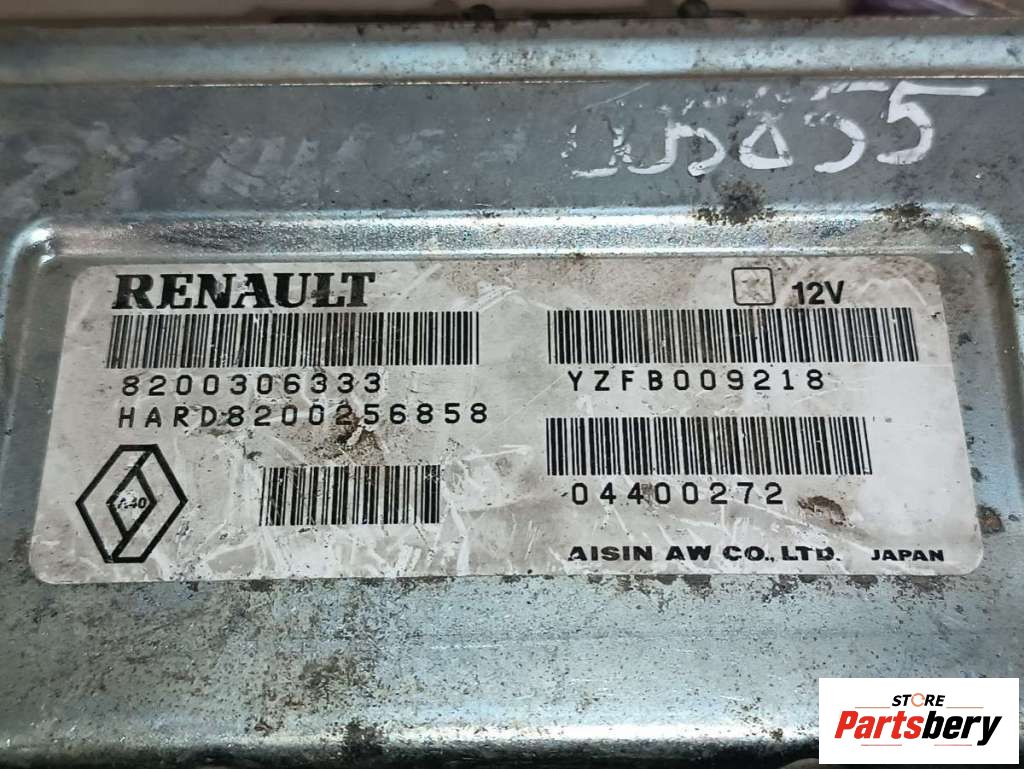 RENAULT
12V
8200306333
YZFB009218
HARD8200256858
04400272
AISIN AW CO., LTD. JAPAN
STORE
Partsbery